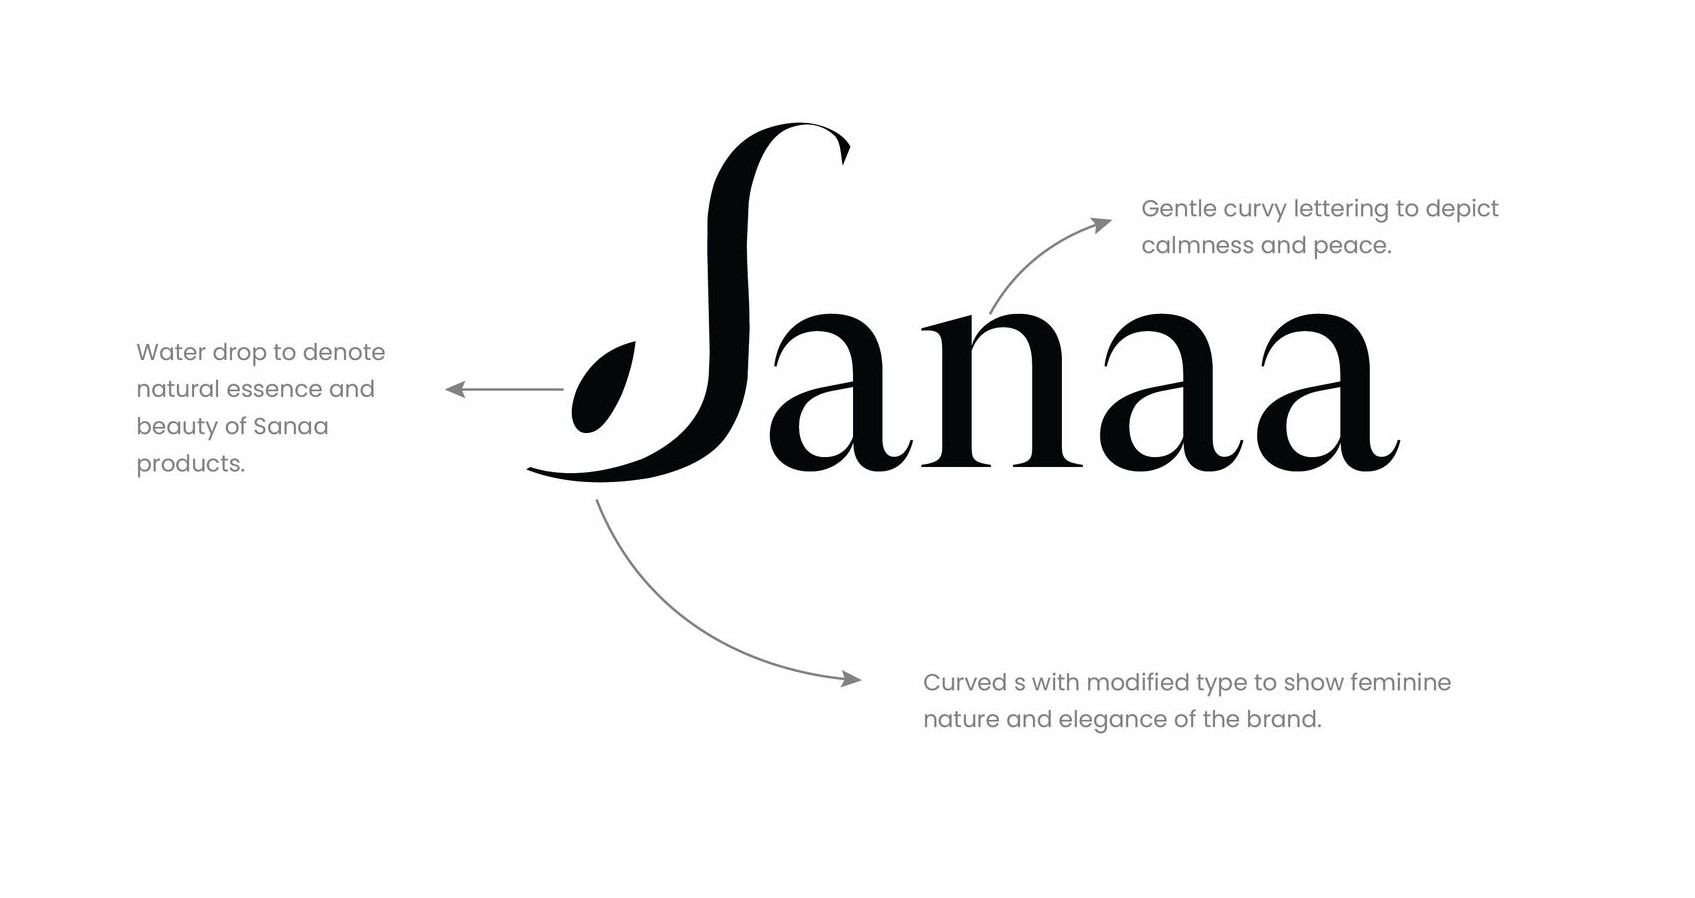 Sanaa
Gentle curvy lettering to depict
calmness and peace.
Water drop to denote
natural essence and
beauty of Sanaa
products.
Curved s with modified type to show feminine
nature and elegance of the brand.